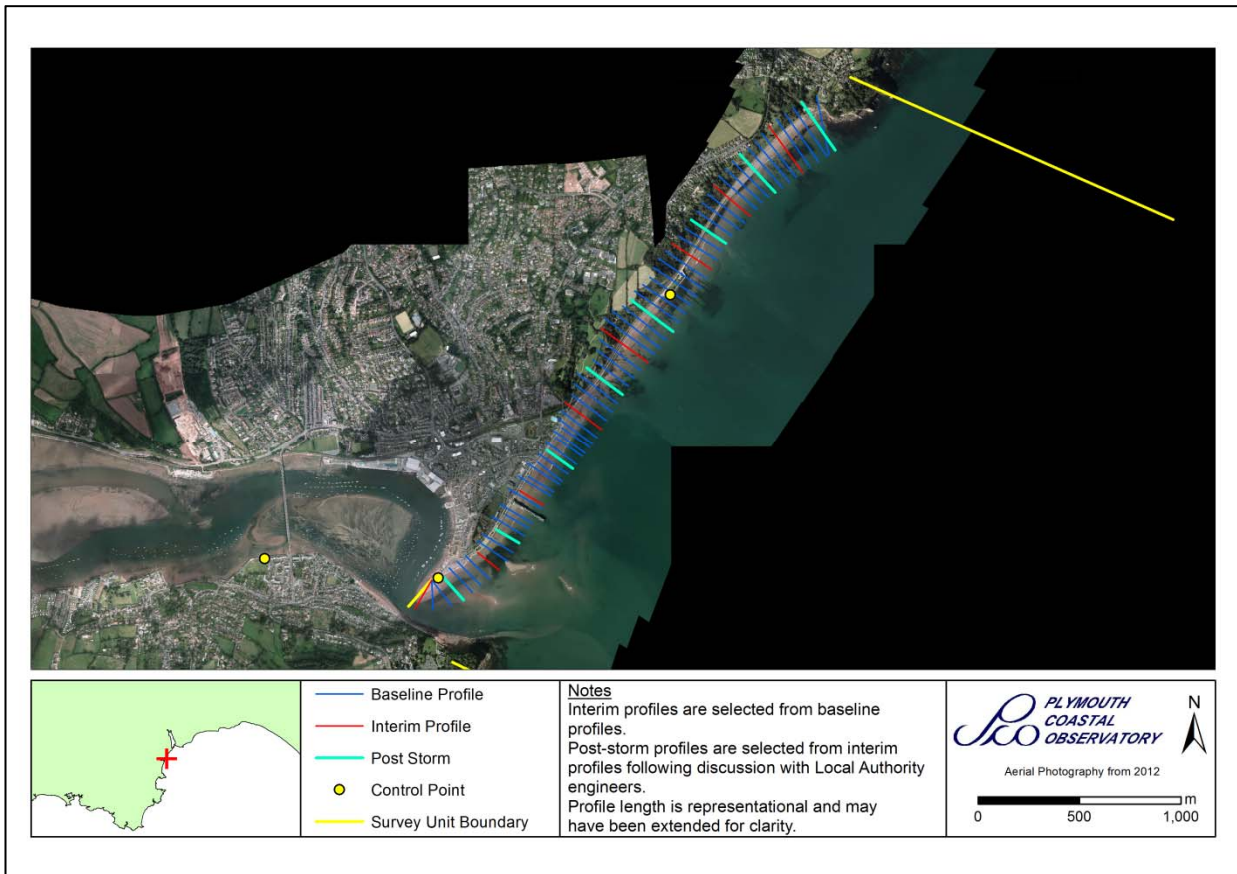 Baseline Profile
Interim Profile
Post Storm
Control Point
Survey Unit Boundary
Notes
Interim profiles are selected from baseline
profiles.
Post-storm profiles are selected from interim
profiles following discussion with Local Authority
engineers.
Profile length is representational and may
have been extended for clarity.
PLYMOUTH
COASTAL
OBSERVATORY
N
Aerial Photography from 2012
m
0 500 1,000